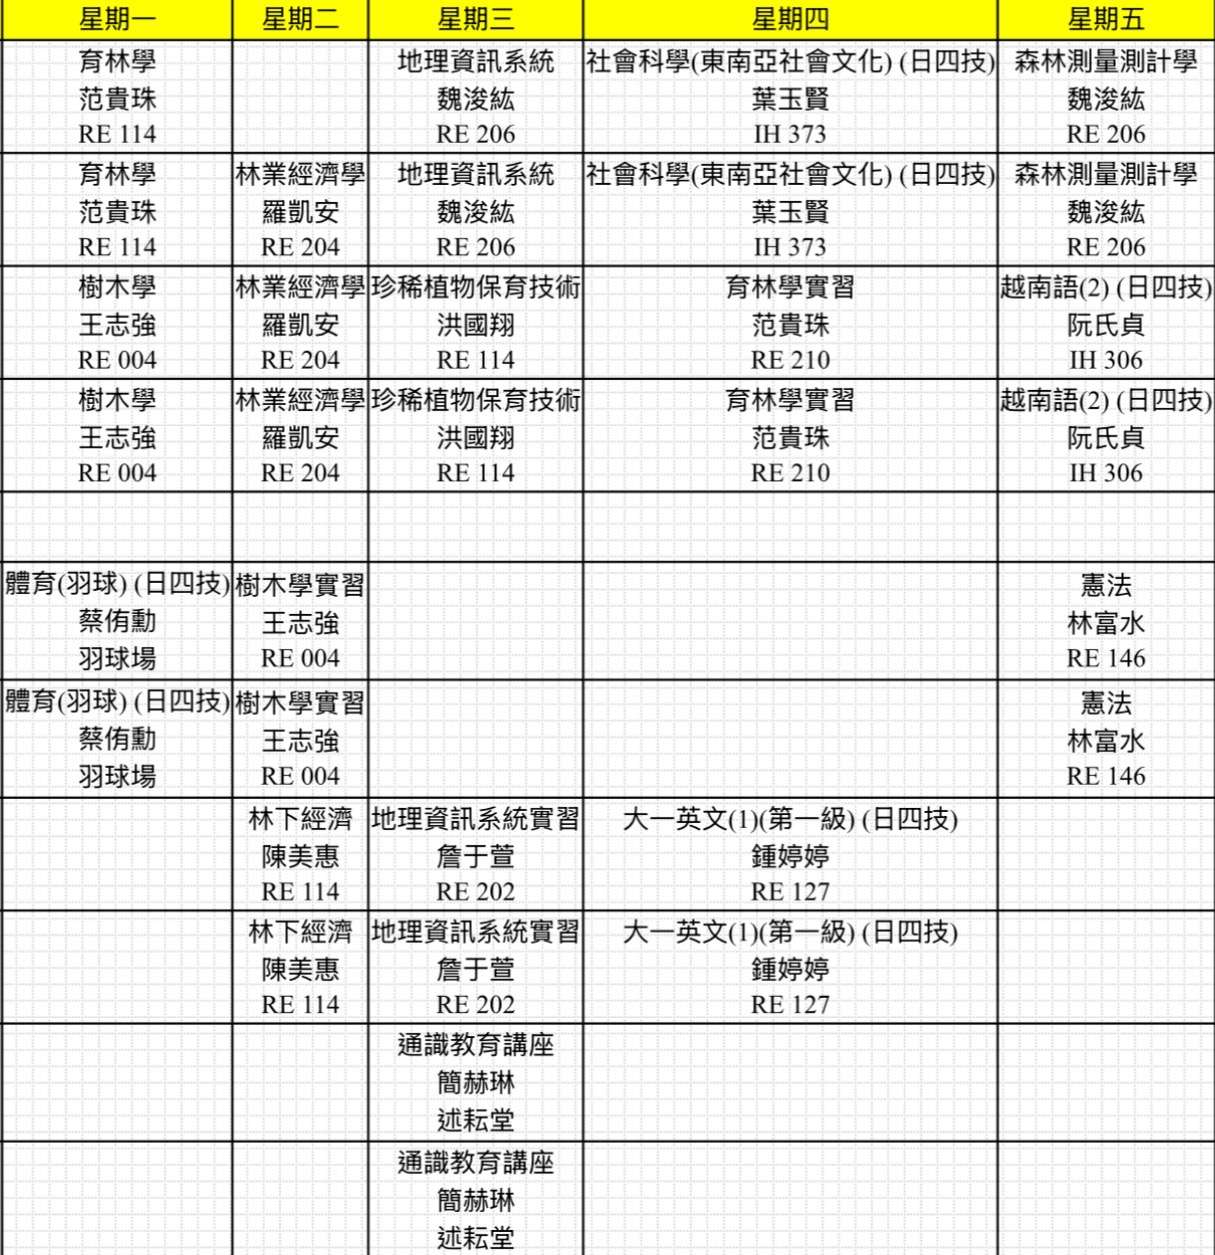 星期一 星期二 星期三 星期四 星期五
育林學 地理資訊系統 社會科學(東南亞社會文化) (日四技) 森林測量測計學
范貴珠 魏浚紘 葉玉賢 魏浚紘
RE 114 RE 206 IH 373 RE 206
育林學 林業經濟學 地理資訊系統 社會科學(東南亞社會文化) (日四技) 森林測量測計學
范貴珠 羅凱安 魏浚紘 葉玉賢 魏浚紘
RE 114 RE 204 RE 206 IH 373 RE 206
樹木學 林業經濟學 珍稀植物保育技術 育林學實習 越南語(2) (日四技)
王志強 羅凱安 洪國翔 范貴珠 阮氏貞
RE 004 RE 204 RE 114 RE 210 IH 306
樹木學 林業經濟學 珍稀植物保育技術 育林學實習 越南語(2) (日四技)
王志強 羅凱安 洪國翔 范貴珠 阮氏貞
RE 004 RE 204 RE 114 RE 210 IH 306
體育(羽球) (日四技) 樹木學實習 憲法
蔡侑勳 王志強 林富水
羽球場 RE 004 RE 146
體育(羽球) (日四技) 樹木學實習 憲法
蔡侑勳 王志強 林富水
羽球場 RE 004 RE 146
林下經濟 地理資訊系統實習 大一英文(1)(第一級) (日四技)
陳美惠 詹于萱 鍾婷婷
RE 114 RE 202 RE 127
林下經濟 地理資訊系統實習 大一英文(1)(第一級) (日四技)
陳美惠 詹于萱 鍾婷婷
RE 114 RE 202 RE 127
通識教育講座
簡赫琳
述耘堂
通識教育講座
簡赫琳
述耘堂